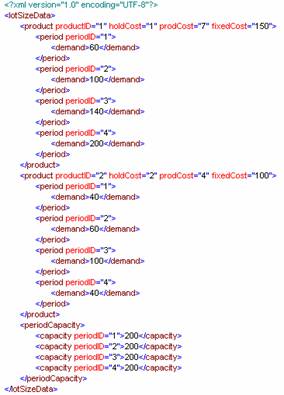 <?xml version="1.0" encoding="UTF-8"?>
<lotSizeData>
<product productID="1" holdCost="1" prodCost="7" fixedCost="150">
<period periodID="1">
<demand>60</demand>
</period>
<period periodID="2">
<demand>100</demand>
</period>
<period periodID="3">
<demand>140</demand>
</period>
<period periodID="4">
<demand>200</demand>
</period>
</product>
<product productID="2" holdCost="2" prodCost="4" fixedCost="100">
<period periodID="1">
<demand>40</demand>
</period>
<period periodID="2">
<demand>60</demand>
</period>
<period periodID="3">
<demand>100</demand>
</period>
<period periodID="4">
<demand>40</demand>
</period>
</product>
<periodCapacity>
<capacity periodID="1">200</capacity>
<capacity periodID="2">200</capacity>
<capacity periodID="3">200</capacity>
<capacity periodID="4">200</capacity>
</periodCapacity>
</lotSizeData>